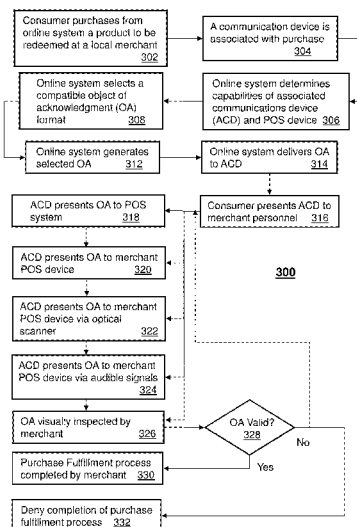 Consumer purchases from
online system a product to be
redeemed at a local merchant
302
A communication device is
associated with purchase
304
Online system selects a
compatible object of
acknowledgment (OA)
format 308
Online system determines
capabilities of associated
communications device
(ACD) and POS device 306
Online system generates
selected OA 312
Online system delivers OA
to ACD 314
ACD presents OA to POS
system 318
Consumer presents ACD to
merchant personnel 316
ACD presents OA to merchant
POS device 320
300
ACD presents OA to merchant
POS device via optical
scanner 322
ACD presents OA to merchant
POS device via audible signals
324
OA visually inspected by
merchant 326
OA Valid?
328
No
Yes
Purchase Fulfillment process
completed by merchant 330
Deny completion of purchase
fulfillment process 332